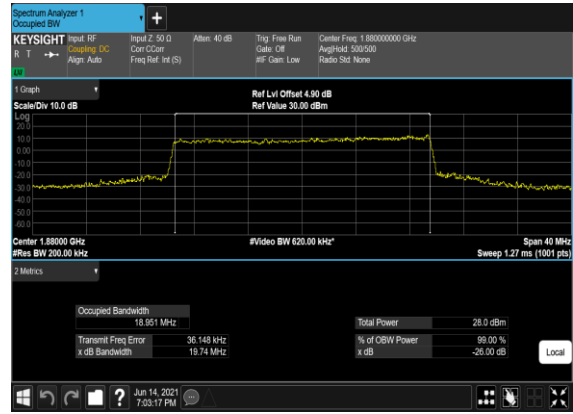 Spectrum Analyzer 1
Occupied BW
+
KEYSIGHT Input: RF Input Z: 50 Ω Atten: 40 dB Trig: Free Run Center Freq: 1.880000000 GHz
R T Coupling: DC Corr CCorr Gate: Off Avg|Hold: 500/500
Align: Auto Freq Ref: Int (S) #IF Gain: Low Radio Std: None
LXI
1 Graph
Ref Lvl Offset 4.90 dB
Scale/Div 10.0 dB Ref Value 30.00 dBm
Log
20.0
10.0
0.00
-10.0
-20.0
-30.0
-40.0
-50.0
-60.0
Center 1.88000 GHz #Video BW 620.00 kHz* Span 40 MHz
#Res BW 200.00 kHz Sweep 1.27 ms (1001 pts)
2 Metrics
Occupied Bandwidth
18.951 MHz Total Power 28.0 dBm
Transmit Freq Error 36.148 kHz % of OBW Power 99.00 %
x dB Bandwidth 19.74 MHz x dB -26.00 dB
Local
? Jun 14, 2021
7:03:17 PM